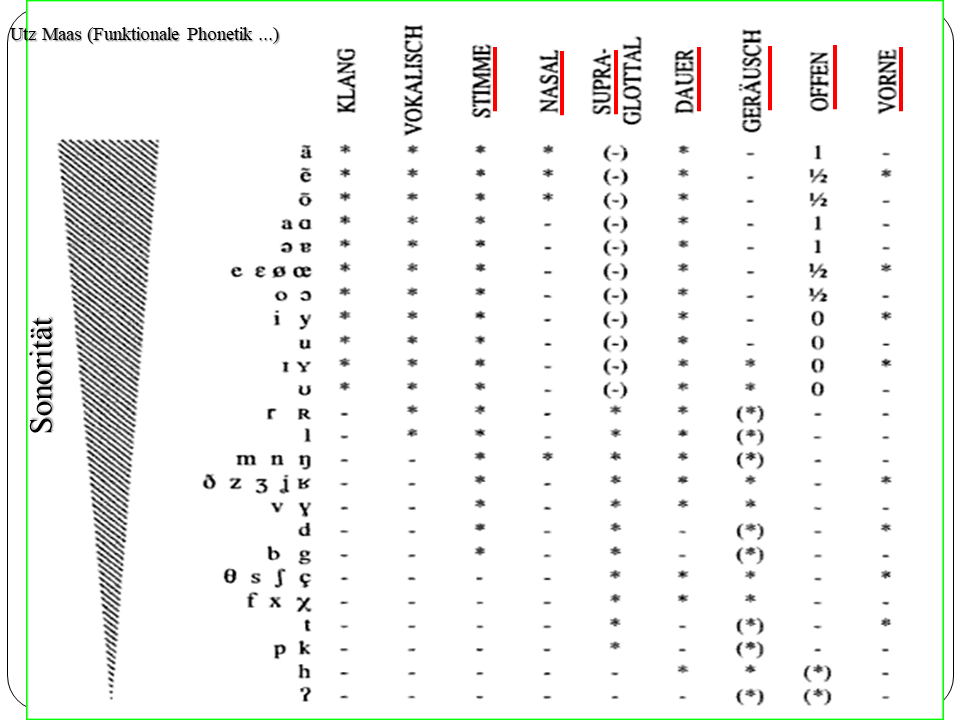 Utz Maas (Funktionale Phonetik ...)
KLANG VOKALISCH STIMME NASAL SUPRA-GLOTTAL DAUER GERÄUSCH OFFEN VORNE
Sonorität
ã * * * * (-) * - 1 -
ẽ * * * * (-) * - ½ *
õ * * * * (-) * - ½ -
a ɑ * * * - (-) * - 1 -
ɔ ɐ * * * - (-) * - 1 -
e ɛ ø œ * * * - (-) * - ½ *
o ɔ * * * - (-) * - ½ -
i y * * * - (-) * - 0 *
u * * * - (-) * - 0 -
ɪ ʏ * * * - (-) * * 0 *
ʊ * * * - (-) * * 0 -
r ʀ - * * - * * (*) - -
l - * * - * * (*) - -
m n ŋ - - * * * * (*) - -
ð z ʒ ʝ ʁ - - * - * * * - *
v ɣ - - * - * * * - -
d - - * - * - (*) - *
b g - - * - * - (*) - -
θ s ʃ ç - - - - * * * - *
f x χ - - - - * * * - -
t - - - - * - (*) - *
p k - - - - * - (*) - -
h - - - - - * * (*) -
ʔ - - - - - - (*) (*) -